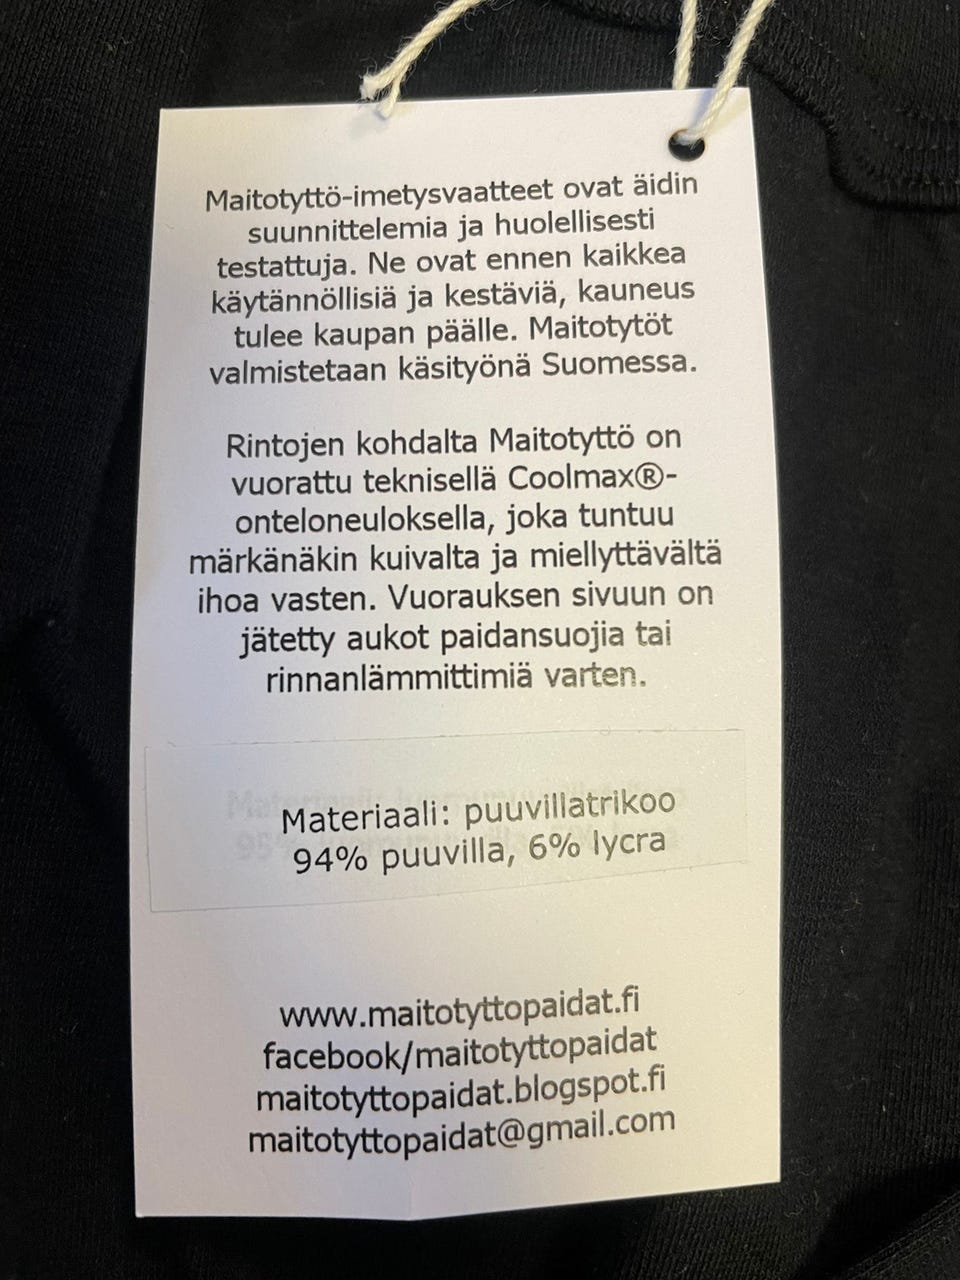 Maitotyttö-imetysvaatteet ovat äidin
suunnittelemia ja huolellisesti
testattuja. Ne ovat ennen kaikkea
käytännöllisiä ja kestäviä, kauneus
tulee kaupan päälle. Maitotytöt
valmistetaan käsityönä Suomessa.
Rintojen kohdalta Maitotyttö on
vuorattu teknisellä Coolmax®-
onteloneuloksella, joka tuntuu
märkänäkin kuivalta ja miellyttävältä
ihoa vasten. Vuorauksen sivuun on
jätetty aukot paidansuojia tai
rinnanlämmittimiä varten.
Materiaali: puuvillatrikoo
94% puuvilla, 6% lycra
www.maitotyttopaidat.fi
facebook/maitotyttopaidat
maitotyttopaidat.blogspot.fi
maitotyttopaidat@gmail.com